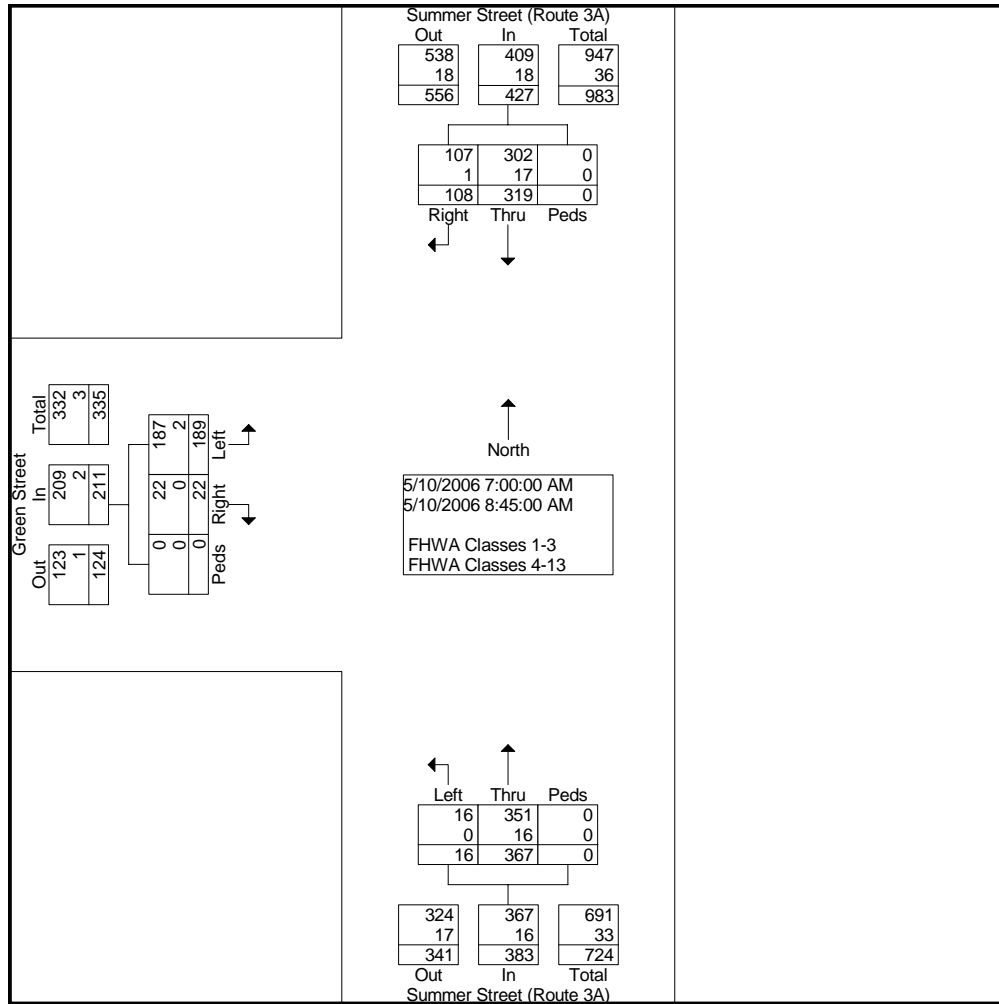 Summer Street (Route 3A)
Out In Total
538 409 947
18 18 36
556 427 983
107 302 0
1 17 0
108 319 0
Right Thru Peds
Green Street
Out In Total
123 209 332
1 2 3
124 211 335
0 22 187
0 0 2
0 22 189
Peds Right Left
North
5/10/2006 7:00:00 AM
5/10/2006 8:45:00 AM
FHWA Classes 1-3
FHWA Classes 4-13
Left Thru Peds
16 351 0
0 16 0
16 367 0
324 367 691
17 16 33
341 383 724
Out In Total
Summer Street (Route 3A)